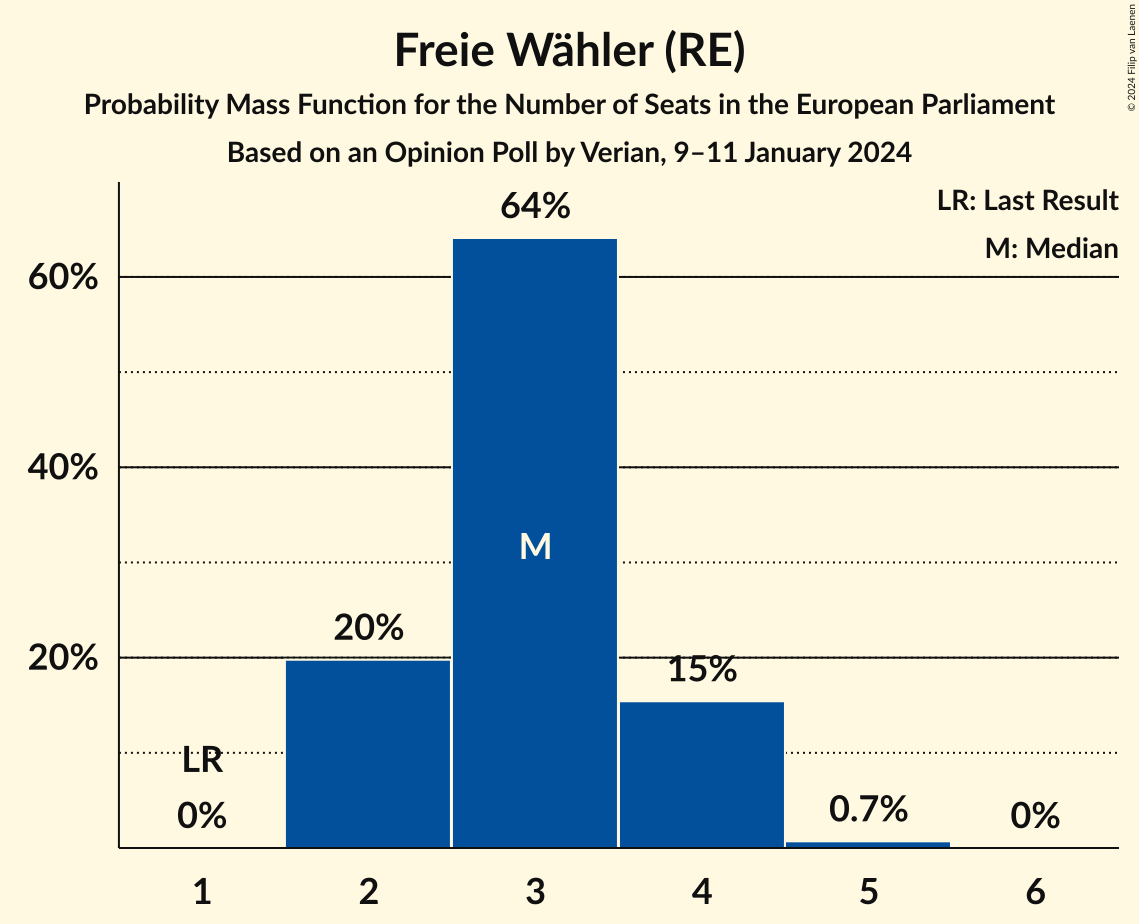 Freie Wähler (RE)
Probability Mass Function for the Number of Seats in the European Parliament
Based on an Opinion Poll by Verian, 9–11 January 2024
© 2024 Filip van Laenen
LR: Last Result
M: Median
64%
60%
40%
M
20%
20%
15%
LR
0%
0.7%
0%
1 2 3 4 5 6